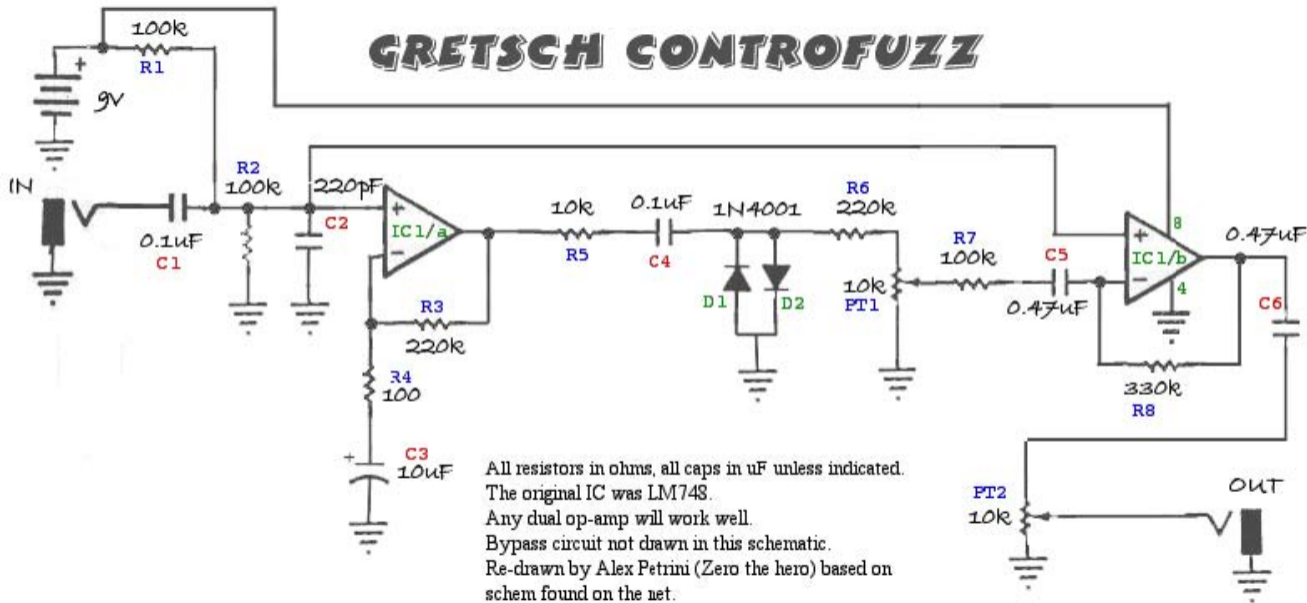 GRETSCH CONTROFUZZ
100k
R1
+
9V
IN
0.1uF
C1
R2
100k
220pF
C2
+
-
IC1/a
R3
220k
R4
100
+
C3
10uF
10k
R5
0.1uF
C4
1N4001
D1
D2
R6
220k
10k
PT1
R7
100k
C5
0.47uF
+
-
IC1/b
8
4
330k
R8
0.47uF
C6
PT2
10k
OUT
All resistors in ohms, all caps in uF unless indicated.
The original IC was LM748.
Any dual op-amp will work well.
Bypass circuit not drawn in this schematic.
Re-drawn by Alex Petrini (Zero the hero) based on
schem found on the net.